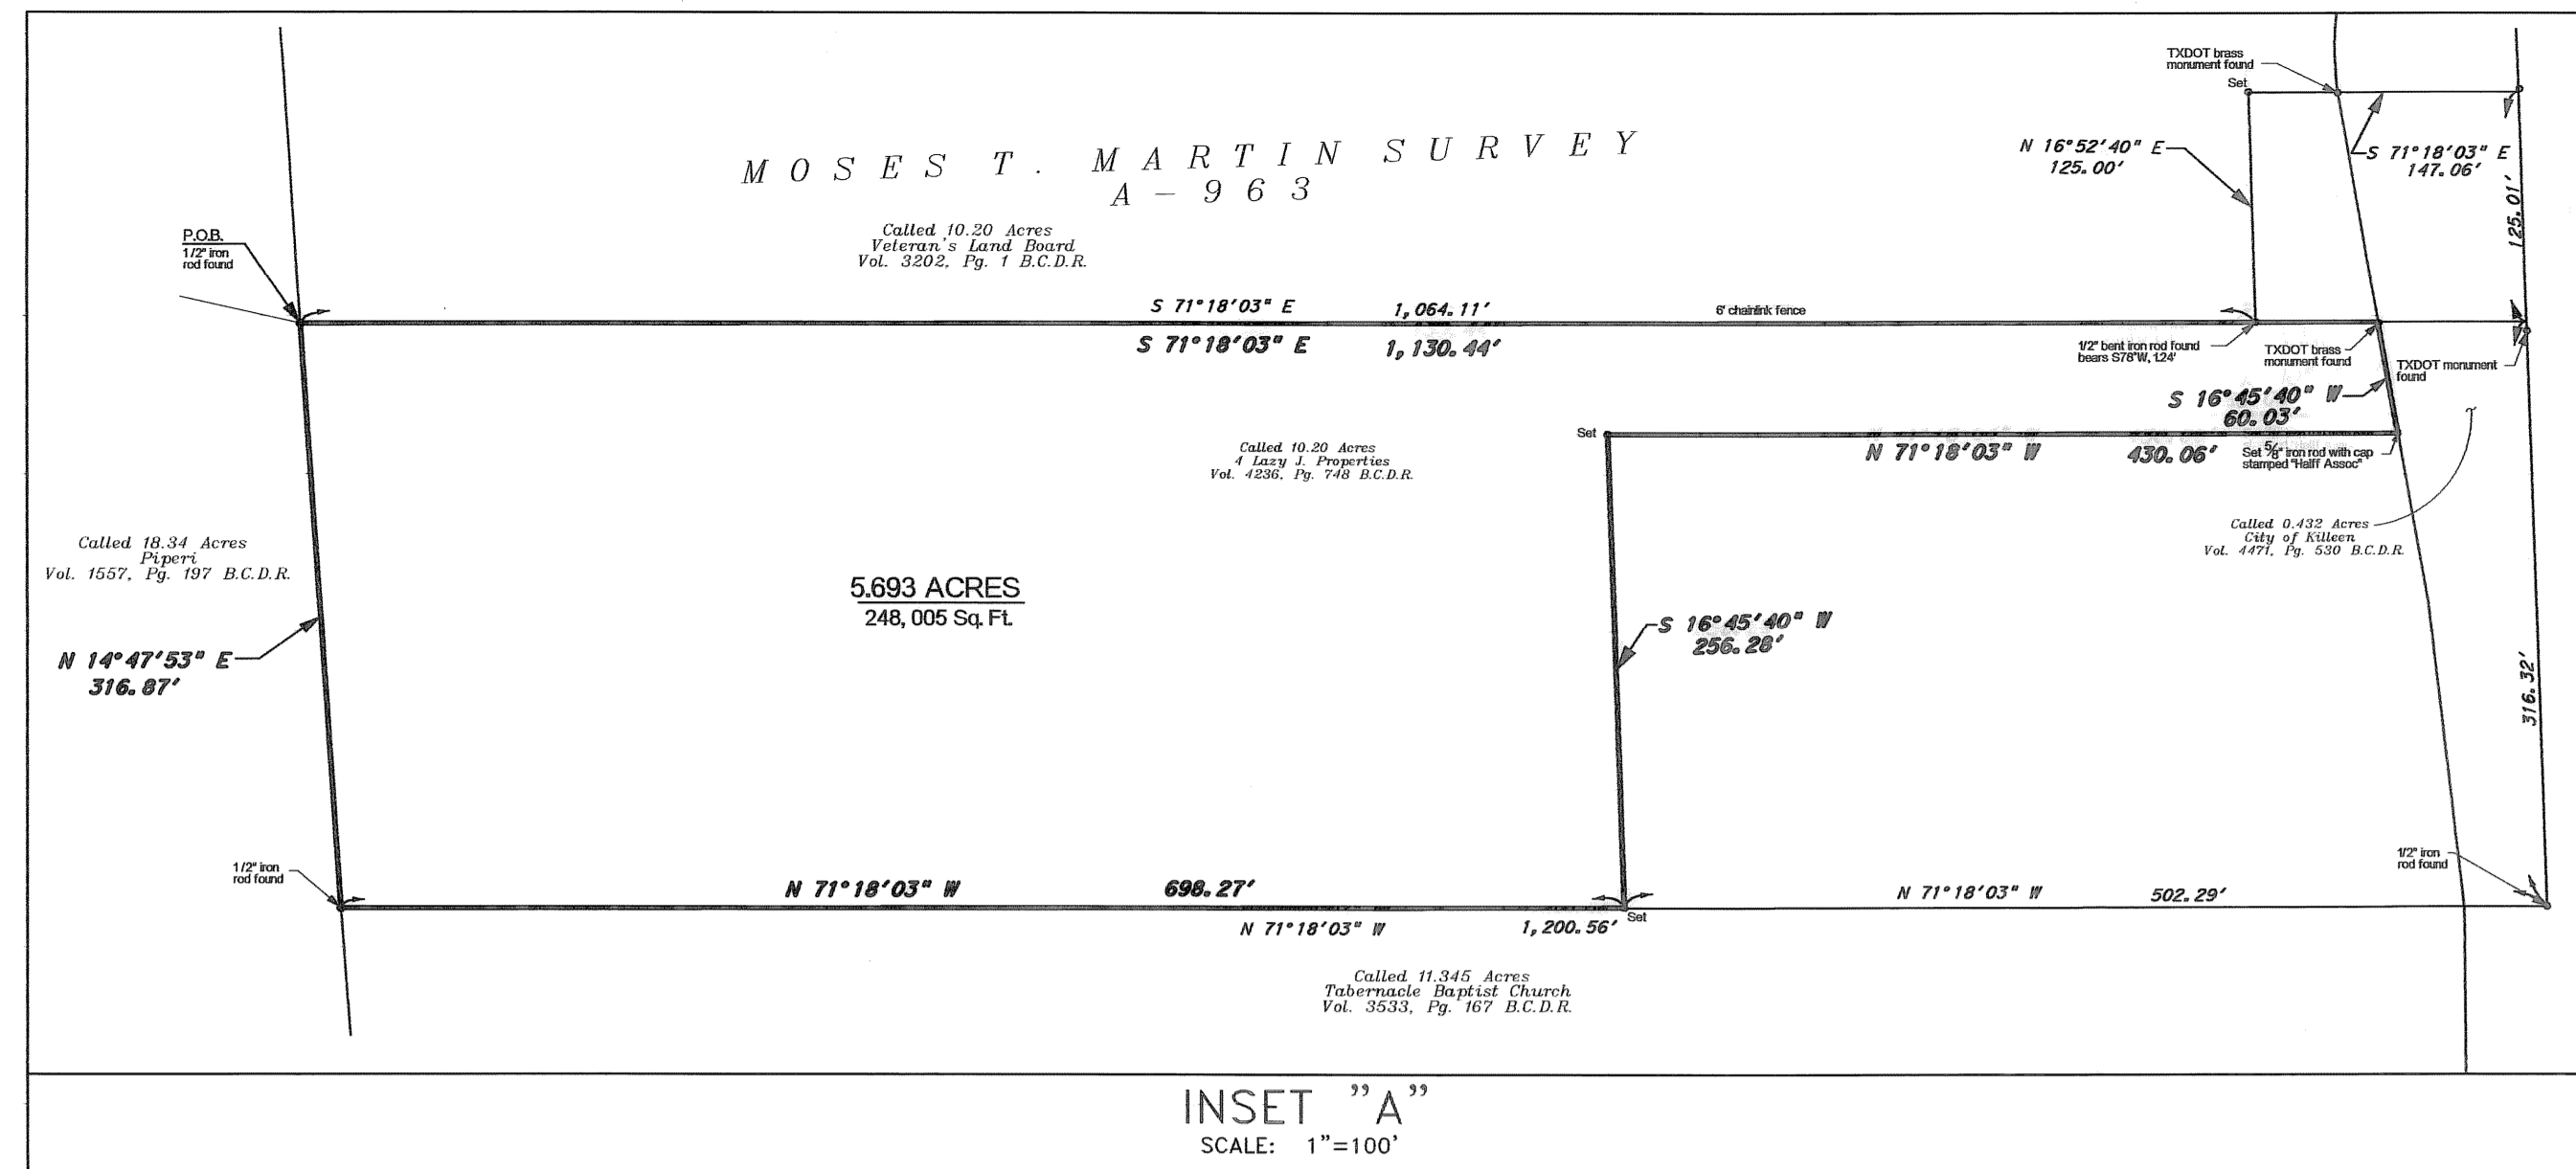 TXDOT brass
monument found
Set
MOSES T. MARTIN SURVEY
A-963
N 16°52'40" E
125.00'
S 71°18'03" E
147.06'
125.01'
P.O.B.
1/2" iron
rod found
Called 10.20 Acres
Veteran's Land Board
Vol. 3202, Pg. 1 B.C.D.R.
S 71°18'03" E 1,064.11' 6' chainlink fence
S 71°18'03" E 1,130.44'
1/2" bent iron rod found
bears S78°W, 1.24'
TXDOT brass
monument found
TXDOT monument
found
S 16°45'40" W
60.03'
Set
N 71°18'03" W 430.06'
Set 5/8" iron rod with cap
stamped "Halff Assoc"
Called 10.20 Acres
4 Lazy J. Properties
Vol. 4236, Pg. 748 B.C.D.R.
Called 18.34 Acres
Piperi
Vol. 1557, Pg. 197 B.C.D.R.
Called 0.432 Acres
City of Killeen
Vol. 4471, Pg. 530 B.C.D.R.
5.693 ACRES
248,005 Sq. Ft.
N 14°47'53" E
316.87'
S 16°45'40" W
256.28'
316.32'
1/2" iron
rod found
1/2" iron
rod found
N 71°18'03" W 698.27'
N 71°18'03" W 502.29'
Set
N 71°18'03" W 1,200.56'
Called 11.345 Acres
Tabernacle Baptist Church
Vol. 3533, Pg. 167 B.C.D.R.
INSET "A"
SCALE: 1"=100'